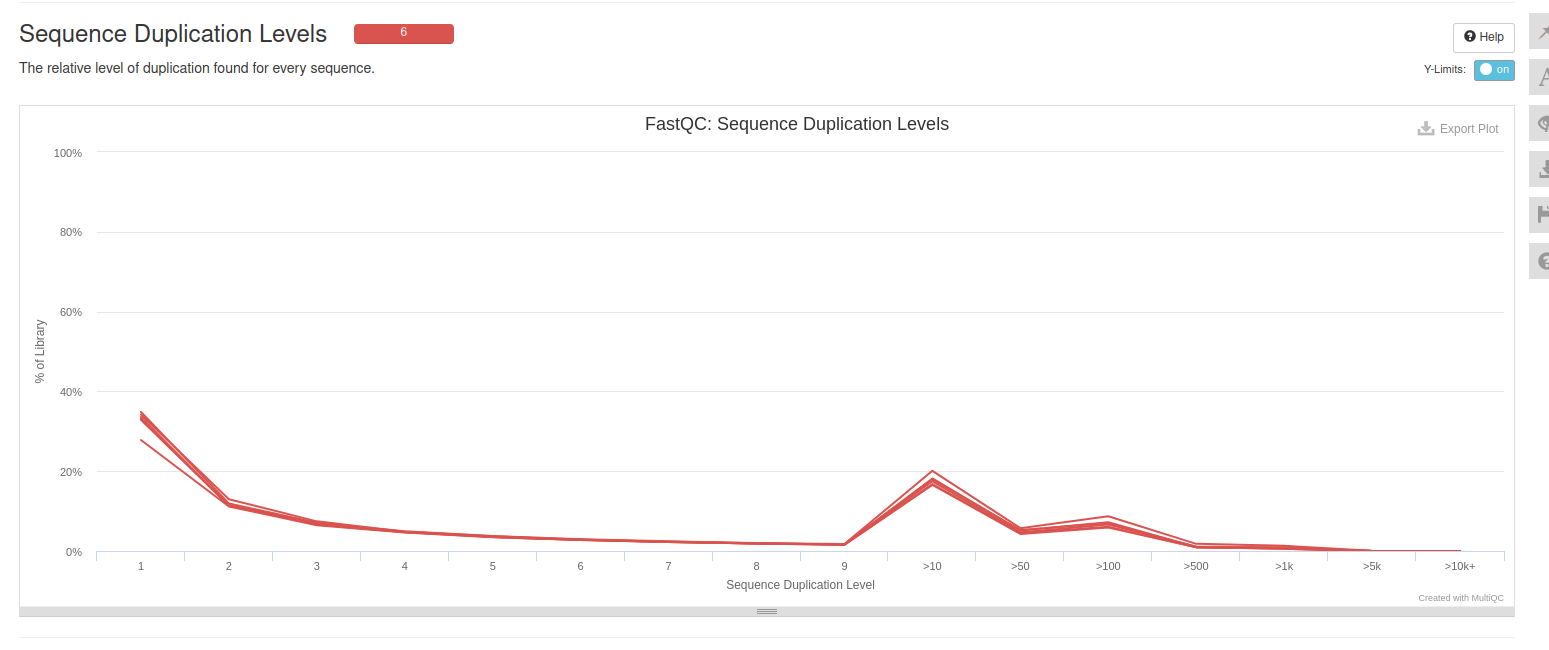 Sequence Duplication Levels
6
Help
The relative level of duplication found for every sequence.
Y-Limits:
on
FastQC: Sequence Duplication Levels
Export Plot
100%
80%
60%
40%
20%
0%
% of Library
1 2 3 4 5 6 7 8 9 >10 >50 >100 >500 >1k >5k >10k+
Sequence Duplication Level
Created with MultiQC